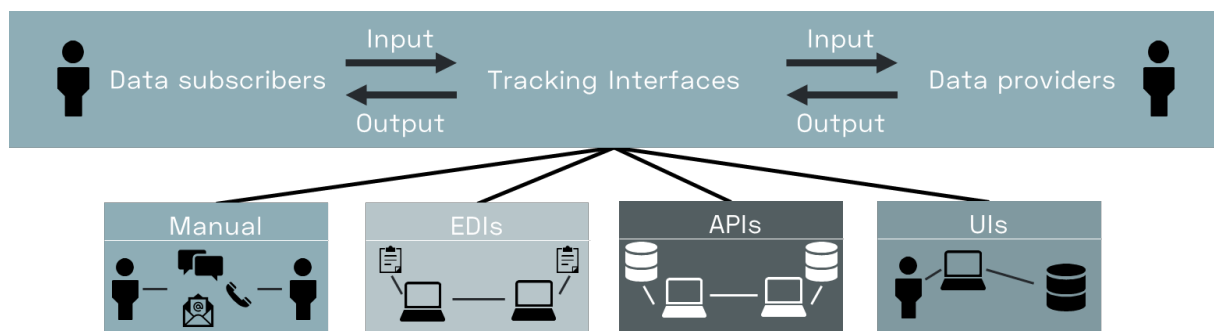 Input
Input
Data subscribers
Tracking Interfaces
Data providers
Output
Output
Manual
EDIs
APIs
UIs
@